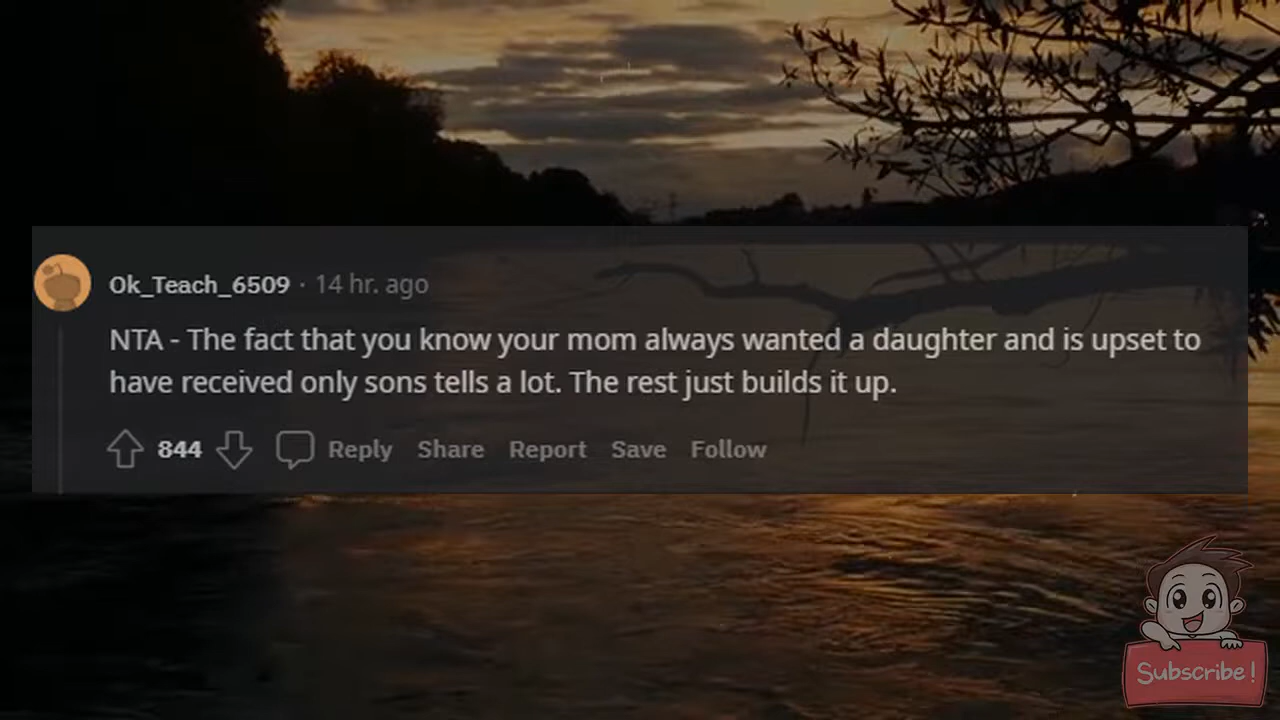 Ok_Teach_6509 · 14 hr. ago
NTA - The fact that you know your mom always wanted a daughter and is upset to
have received only sons tells a lot. The rest just builds it up.
844 Reply Share Report Save Follow
Subscribe!